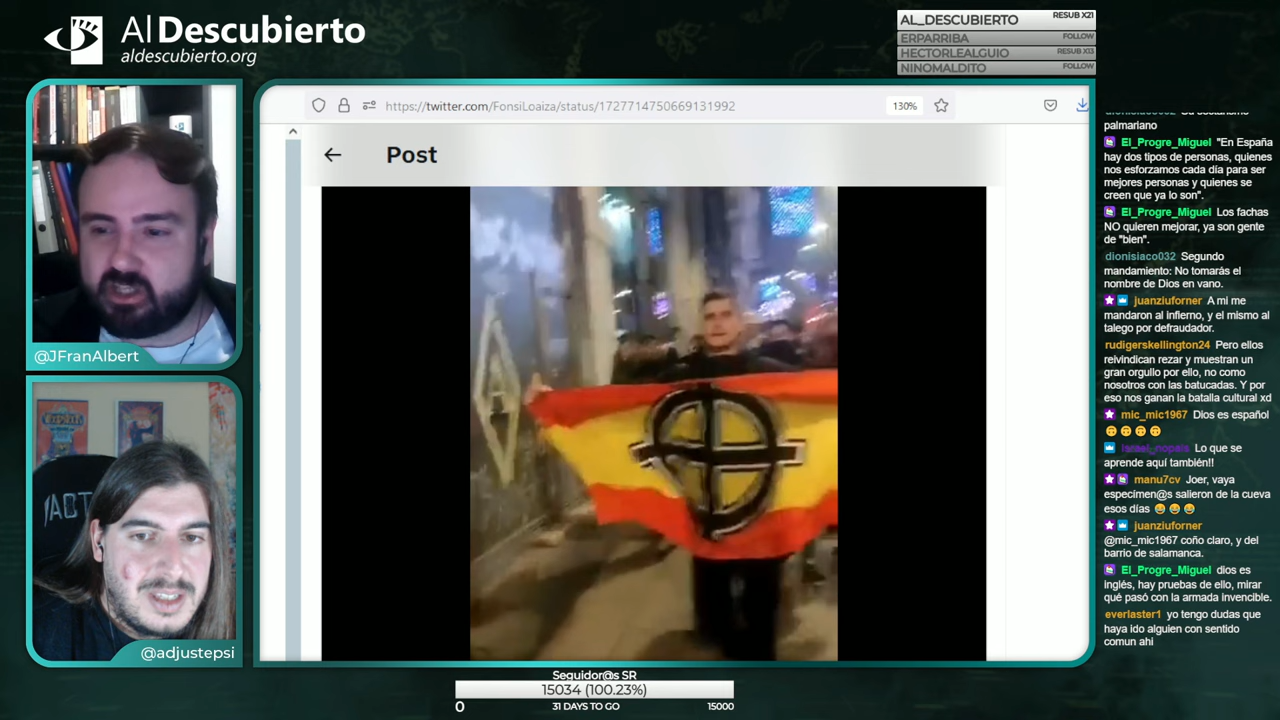 Al Descubierto
aldescubierto.org
AL_DESCUBIERTO RESUB X21
ERPARRIBA FOLLOW
HECTORLEALGUIO RESUB X13
NINOMALDITO FOLLOW
https://twitter.com/FonsiLoaiza/status/1727714750669131992
130%
Post
@JFranAlbert
ACT
@adjustepsi
palmariano
El_Progre_Miguel "En España
hay dos tipos de personas, quienes
nos esforzamos cada día para ser
mejores personas y quienes se
creen que ya lo son".
El_Progre_Miguel Los fachas
NO quieren mejorar, ya son gente
de "bien".
dionisiaco032 Segundo
mandamiento: No tomarás el
nombre de Dios en vano.
juanziuforner A mi me
mandaron al infierno, y el mismo al
talego por defraudador.
rudigerskellington24 Pero ellos
reivindican rezar y muestran un
gran orgullo por ello, no como
nosotros con las batucadas. Y por
eso nos ganan la batalla cultural xd
mic_mic1967 Dios es español
🙃 🙃 🙃 🙃
Lo que se
aprende aquí también!!
manu7cv Joer, vaya
especimen@s salieron de la cueva
esos días 😂 😂 😂
juanziuforner
@mic_mic1967 coño claro, y del
barrio de salamanca.
El_Progre_Miguel dios es
inglés, hay pruebas de ello, mirar
qué pasó con la armada invencible.
everlaster1 yo tengo dudas que
haya ido alguien con sentido
comun ahi
Seguidor@s SR
15034 (100.23%)
0 31 DAYS TO GO 15000